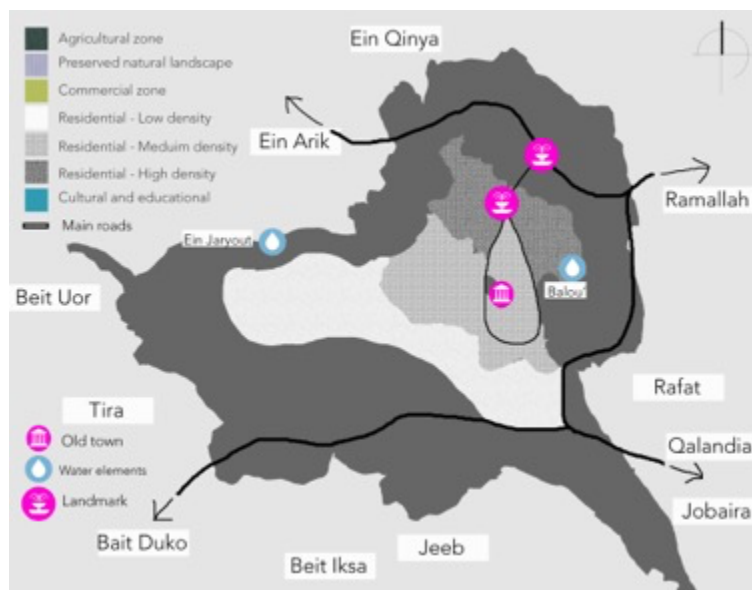 Agricultural zone
Preserved natural landscape
Commercial zone
Residential - Low density
Residential - Meduim density
Residential - High density
Cultural and educational
Main roads
Ein Qinya
Ein Arik
Ramallah
Ein Jaryout
Beit Uor
Balou'
Rafat
Tira
Old town
Water elements
Landmark
Qalandia
Jobaira
Bait Duko
Jeeb
Beit Iksa